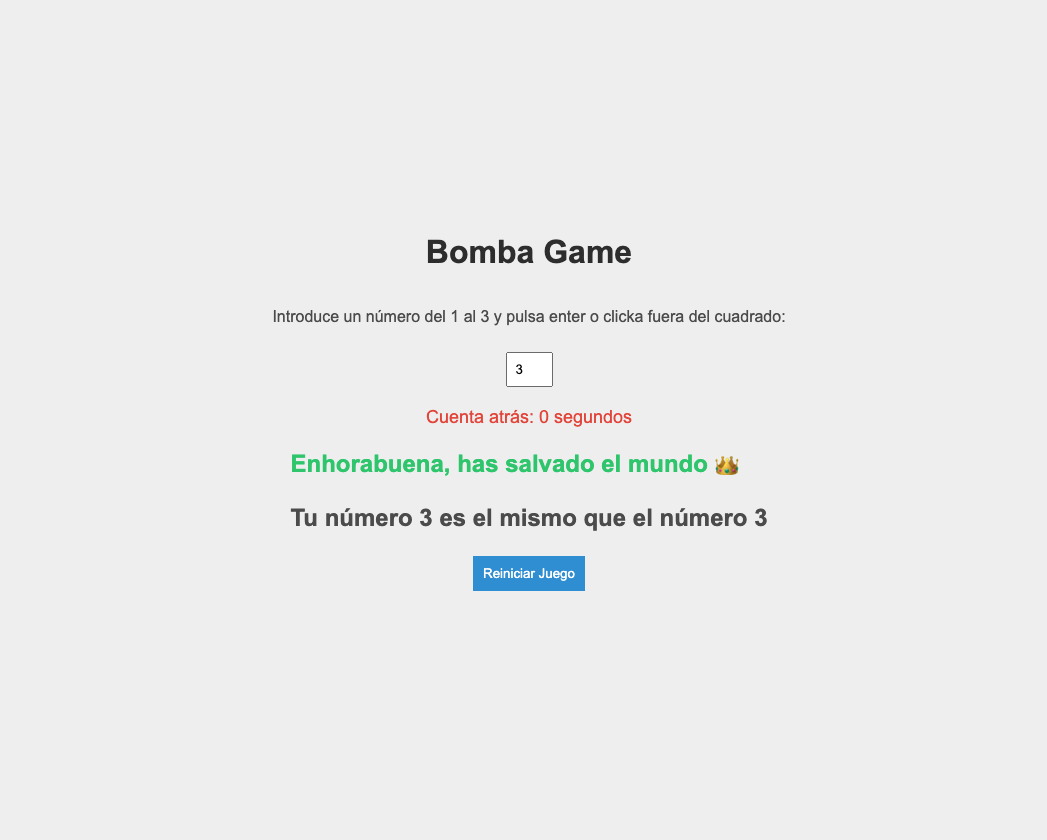 Bomba Game
Introduce un número del 1 al 3 y pulsa enter o clicka fuera del cuadrado:
3
Cuenta atrás: 0 segundos
Enhorabuena, has salvado el mundo 👑
Tu número 3 es el mismo que el número 3
Reiniciar Juego